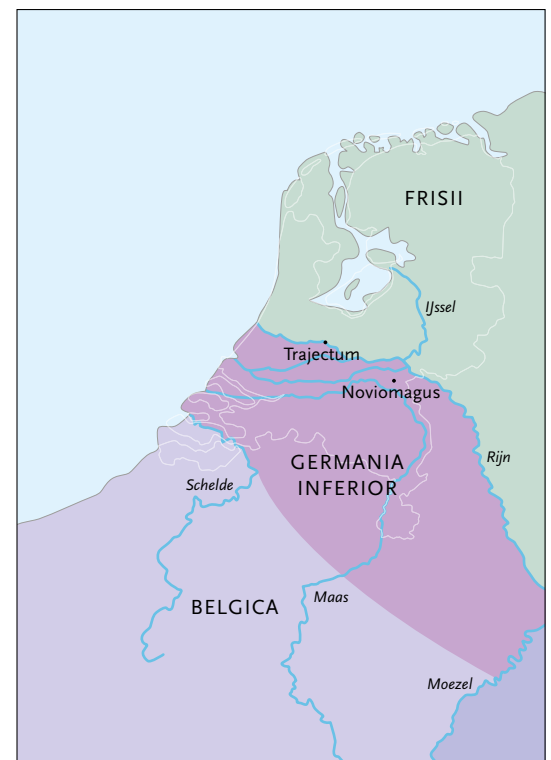 FRISII
IJssel
Trajectum
Noviomagus
GERMANIA
INFERIOR
Rijn
Schelde
BELGICA
Maas
Moezel